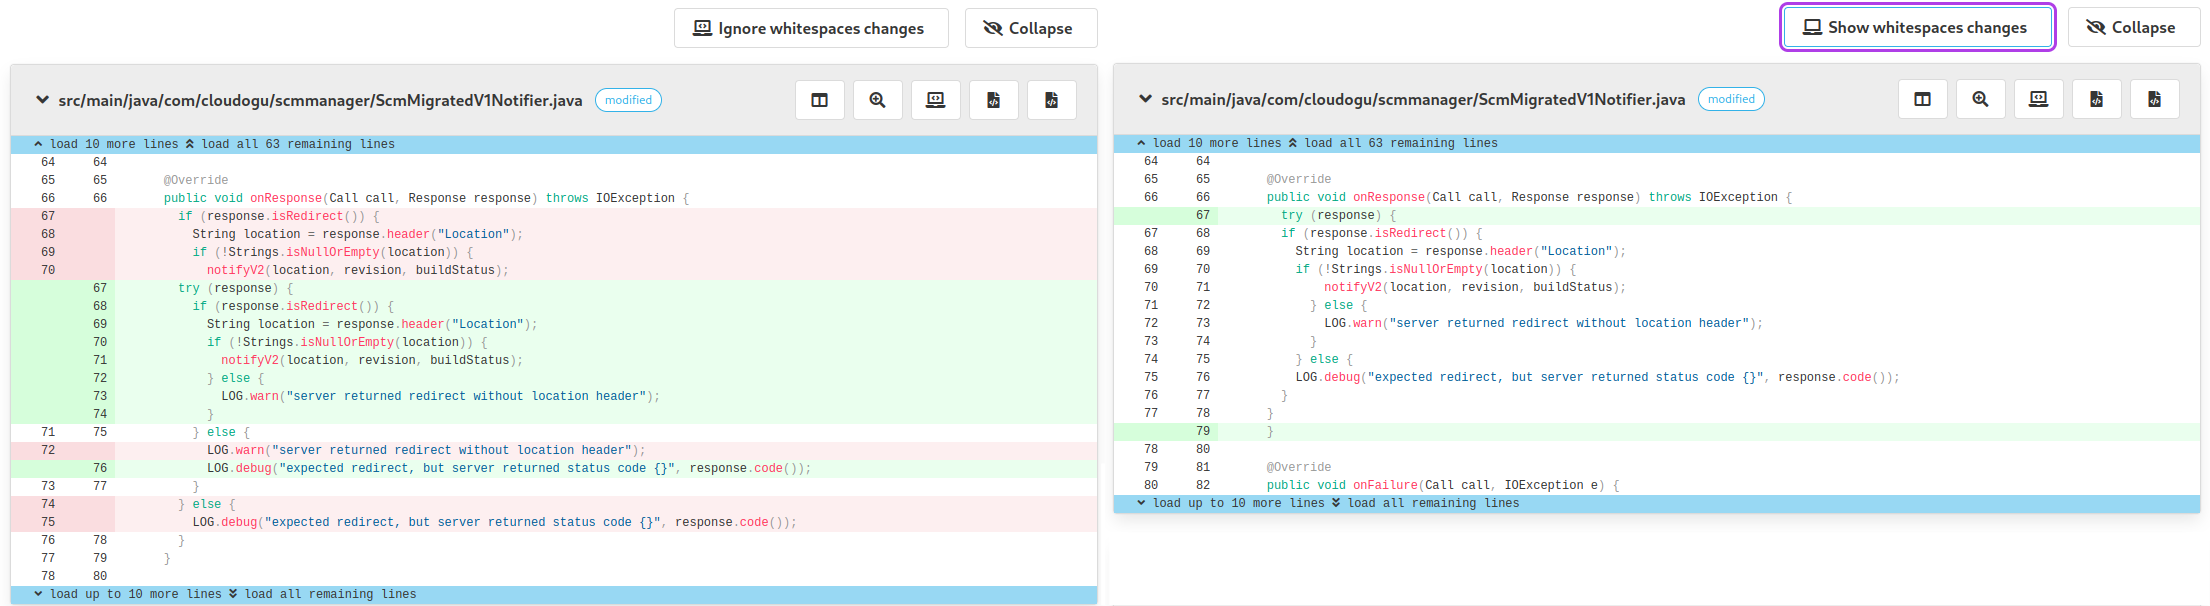 Ignore whitespaces changes
Collapse
src/main/java/com/cloudogu/scmmanager/ScmMigratedV1Notifier.java modified
load 10 more lines load all 63 remaining lines
64 64
65 65 @Override
66 66 public void onResponse(Call call, Response response) throws IOException {
67 if (response.isRedirect()) {
68 String location = response.header("Location");
69 if (!Strings.isNullOrEmpty(location)) {
70 notifyV2(location, revision, buildStatus);
67 try (response) {
68 if (response.isRedirect()) {
69 String location = response.header("Location");
70 if (!Strings.isNullOrEmpty(location)) {
71 notifyV2(location, revision, buildStatus);
72 } else {
73 LOG.warn("server returned redirect without location header");
74 }
71 75 } else {
72 LOG.warn("server returned redirect without location header");
76 LOG.debug("expected redirect, but server returned status code {}", response.code());
73 77 }
74 } else {
75 LOG.debug("expected redirect, but server returned status code {}", response.code());
76 78 }
77 79 }
78 80
load up to 10 more lines load all remaining lines
Show whitespaces changes
Collapse
src/main/java/com/cloudogu/scmmanager/ScmMigratedV1Notifier.java modified
load 10 more lines load all 63 remaining lines
64 64
65 65 @Override
66 66 public void onResponse(Call call, Response response) throws IOException {
67 try (response) {
67 68 if (response.isRedirect()) {
68 69 String location = response.header("Location");
69 70 if (!Strings.isNullOrEmpty(location)) {
70 71 notifyV2(location, revision, buildStatus);
71 72 } else {
72 73 LOG.warn("server returned redirect without location header");
73 74 }
74 75 } else {
75 76 LOG.debug("expected redirect, but server returned status code {}", response.code());
76 77 }
77 78 }
79 }
78 80
79 81 @Override
80 82 public void onFailure(Call call, IOException e) {
load up to 10 more lines load all remaining lines